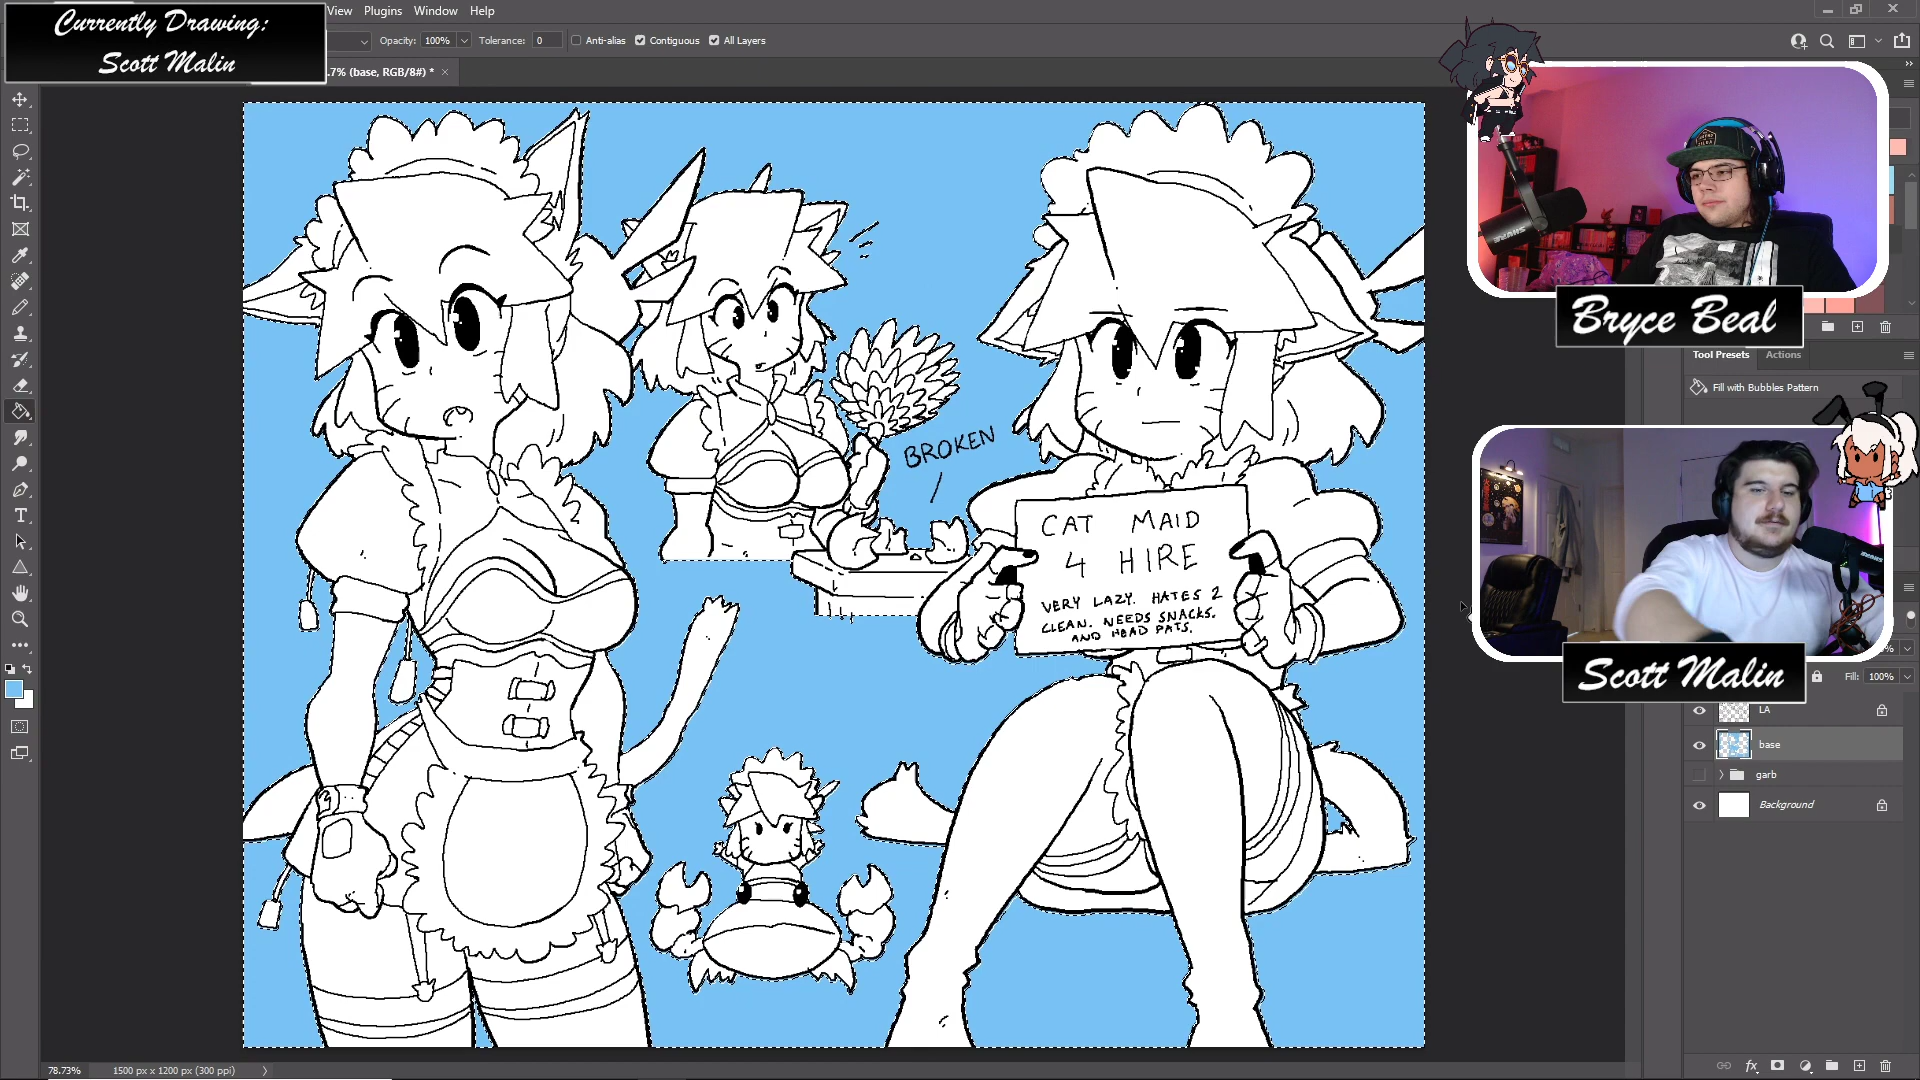 Currently Drawing:
Scott Malin
View Plugins Window Help
Opacity: 100% Tolerance: 0 Anti-alias Contiguous All Layers
.7% (base, RGB/8#) * ×
BROKEN
CAT MAID
4 HIRE
VERY LAZY. HATES 2
CLEAN. NEEDS SNACKS.
AND HEAD PATS.
SHURE
Bryce Beal
Tool Presets Actions
Fill with Bubbles Pattern
Scott Malin
Fill: 100%
LA
base
garb
Background
78.73% 1500 px x 1200 px (300 ppi)